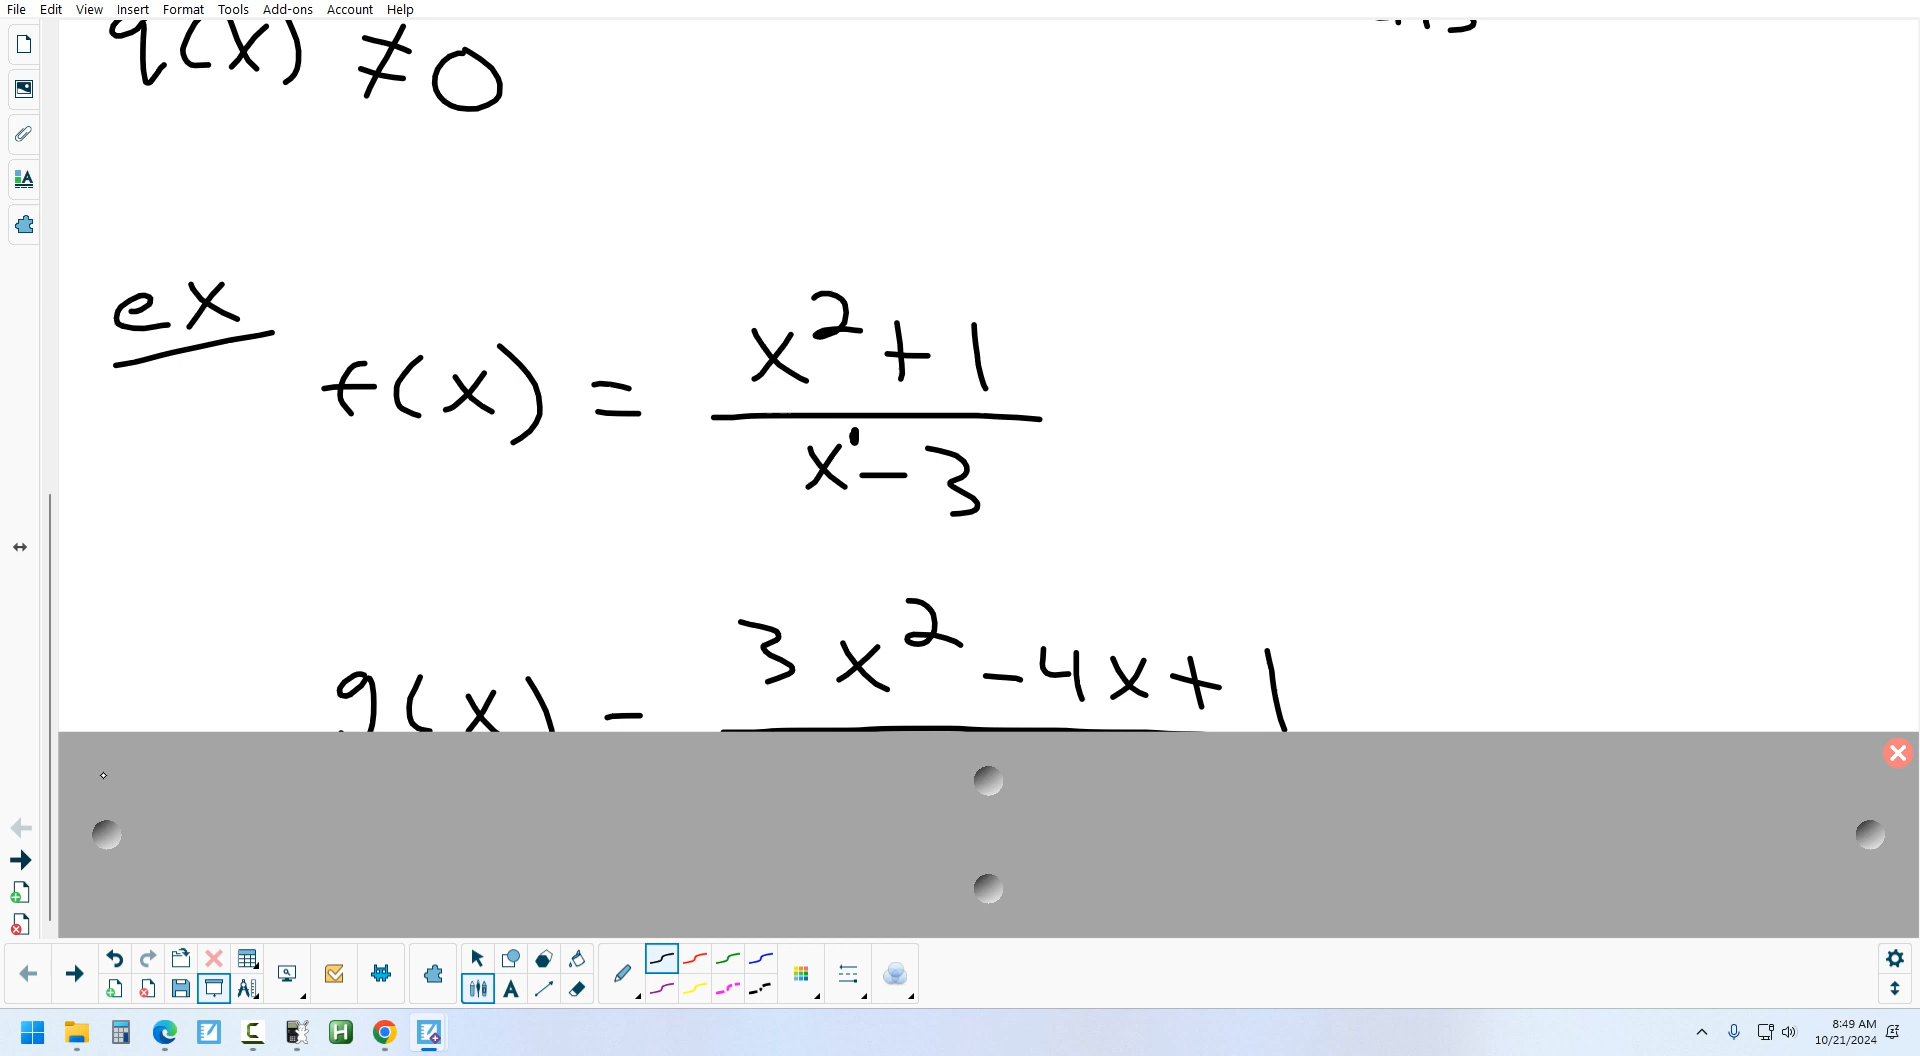 File Edit View Insert Format Tools Add-ons Account Help
q(x) ≠ 0
ex
f(x) = x² + 1
x¹ - 3
g(x) = 3x² - 4x + 1
8:49 AM
10/21/2024